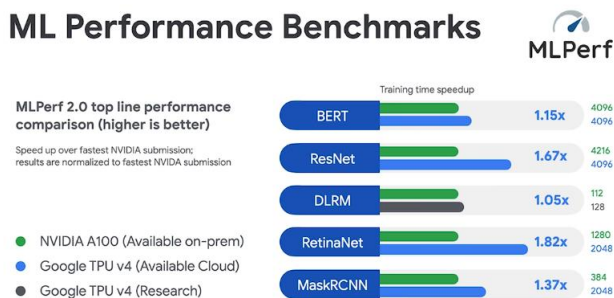 ML Performance Benchmarks
MLPerf
MLPerf 2.0 top line performance
comparison (higher is better)
Speed up over fastest NVIDIA submission;
results are normalized to fastest NVIDA submission
NVIDIA A100 (Available on-prem)
Google TPU v4 (Available Cloud)
Google TPU v4 (Research)
Training time speedup
BERT 1.15x 4096
4096
ResNet 1.67x 4216
4096
DLRM 1.05x 112
128
RetinaNet 1.82x 1280
2048
MaskRCNN 1.37x 384
2048